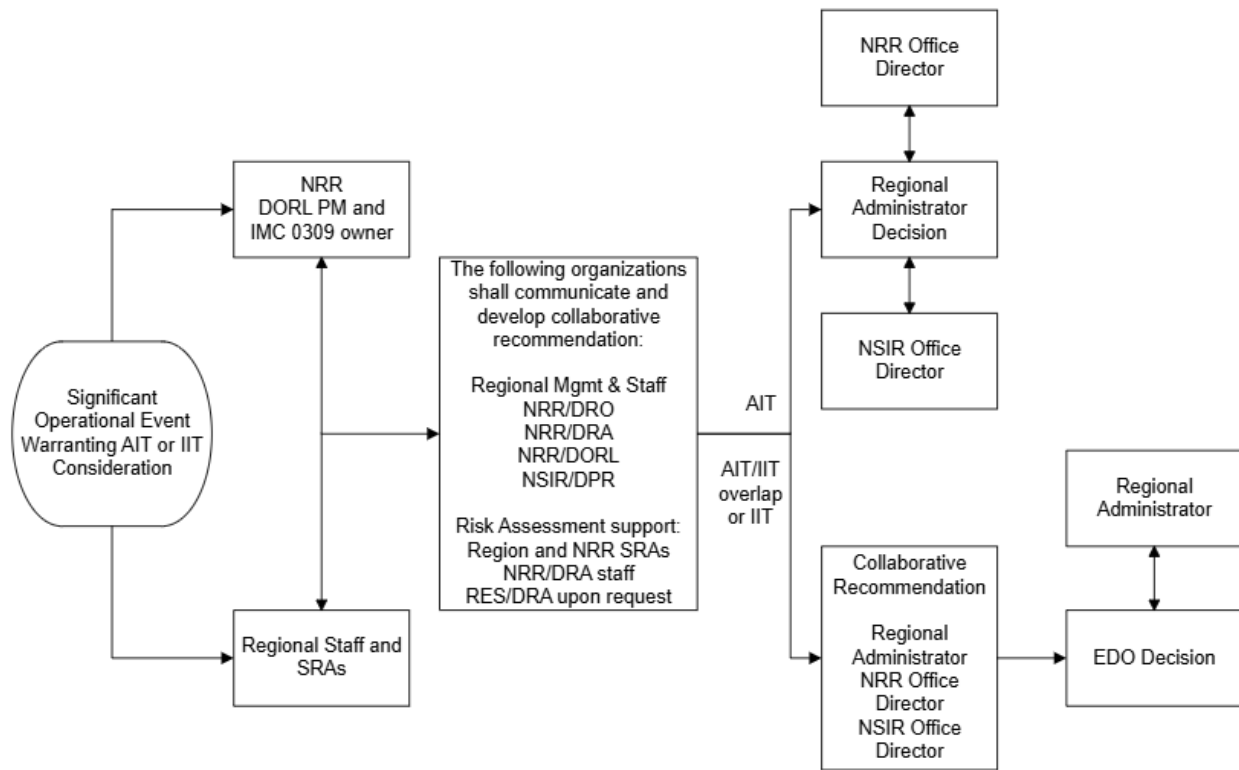 NRR Office
Director
NRR
DORL PM and
IMC 0309 owner
Regional
Administrator
Decision
The following organizations
shall communicate and
develop collaborative
recommendation:
Regional Mgmt & Staff
NRR/DRO
NRR/DRA
NRR/DORL
NSIR/DPR
Risk Assessment support:
Region and NRR SRAs
NRR/DRA staff
RES/DRA upon request
NSIR Office
Director
Significant
Operational Event
Warranting AIT or IIT
Consideration
AIT
AIT/IIT
overlap
or IIT
Regional
Administrator
Regional Staff and
SRAs
Collaborative
Recommendation
Regional
Administrator
NRR Office
Director
NSIR Office
Director
EDO Decision